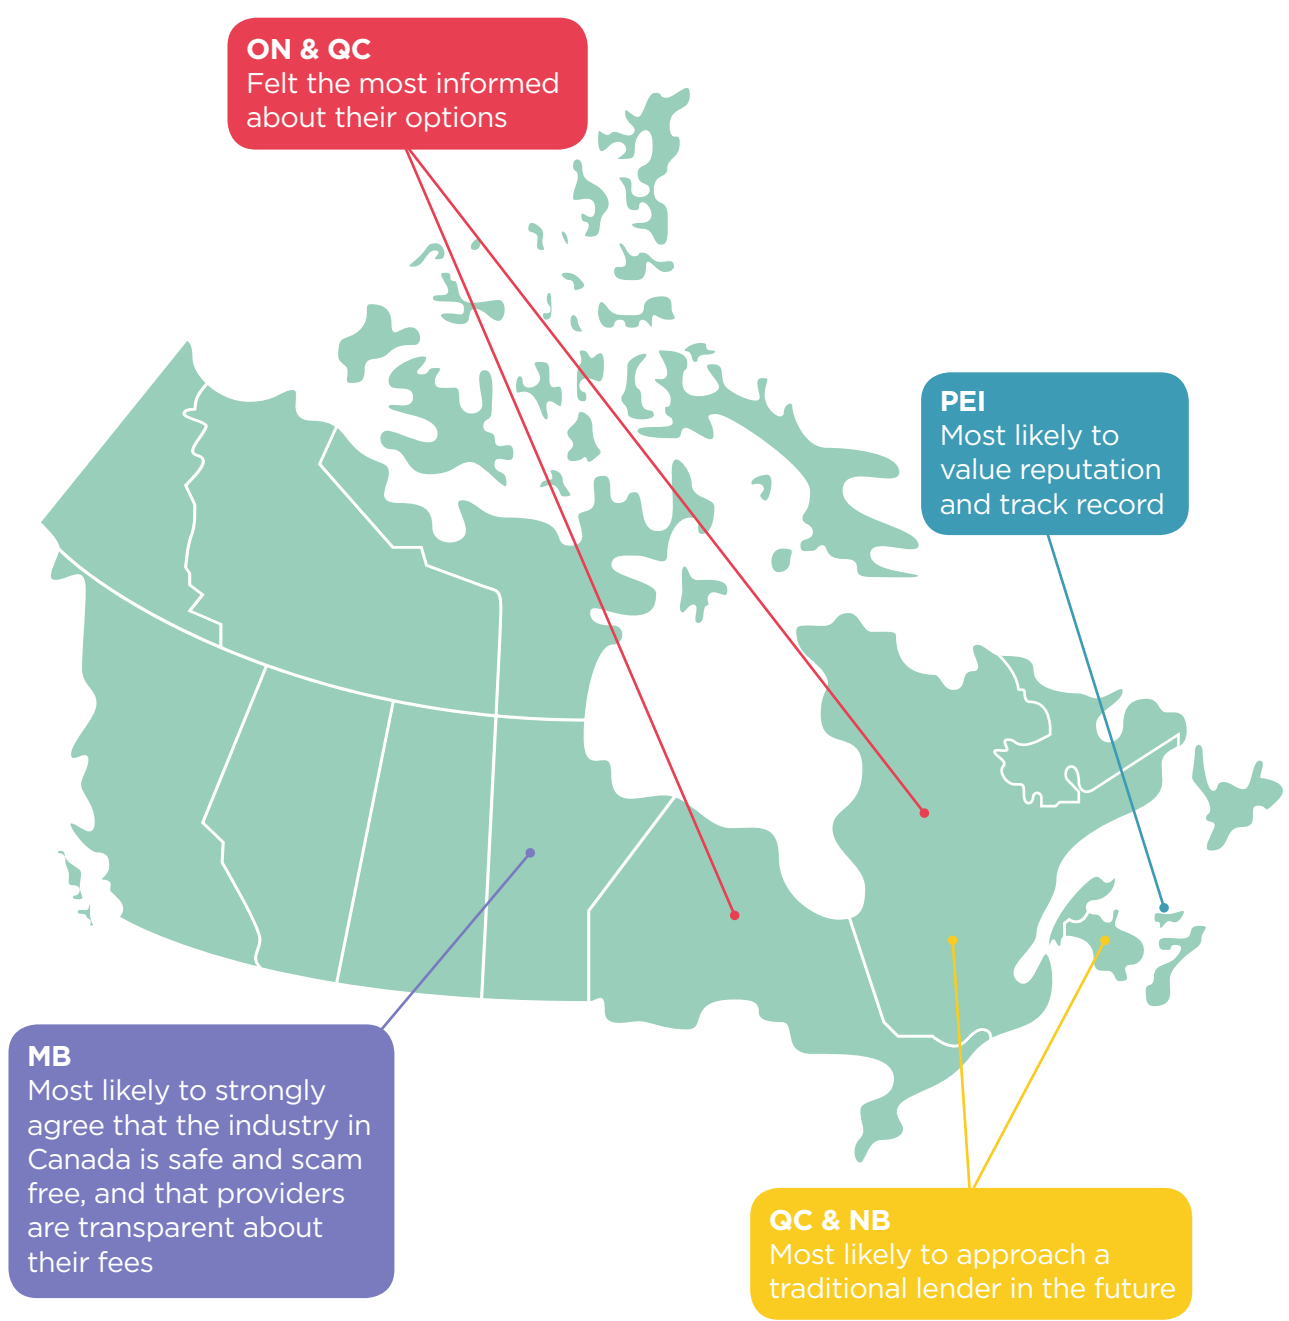 ON & QC
Felt the most informed
about their options
PEI
Most likely to
value reputation
and track record
MB
Most likely to strongly
agree that the industry in
Canada is safe and scam
free, and that providers
are transparent about
their fees
QC & NB
Most likely to approach a
traditional lender in the future